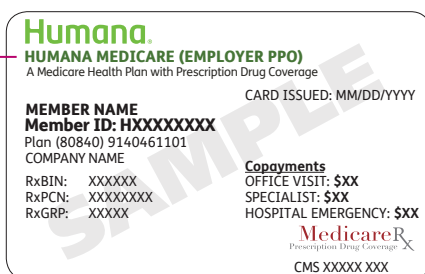 Humana.
HUMANA MEDICARE (EMPLOYER PPO)
A Medicare Health Plan with Prescription Drug Coverage
CARD ISSUED: MM/DD/YYYY
MEMBER NAME
Member ID: HXXXXXXXX
Plan (80840) 9140461101
COMPANY NAME
RxBIN: XXXXXX
RxPCN: XXXXXXXX
RxGRP: XXXXX
Copayments
OFFICE VISIT: $XX
SPECIALIST: $XX
HOSPITAL EMERGENCY: $XX
MedicareRx
Prescription Drug Coverage X
CMS XXXXX XXX
SAMPLE